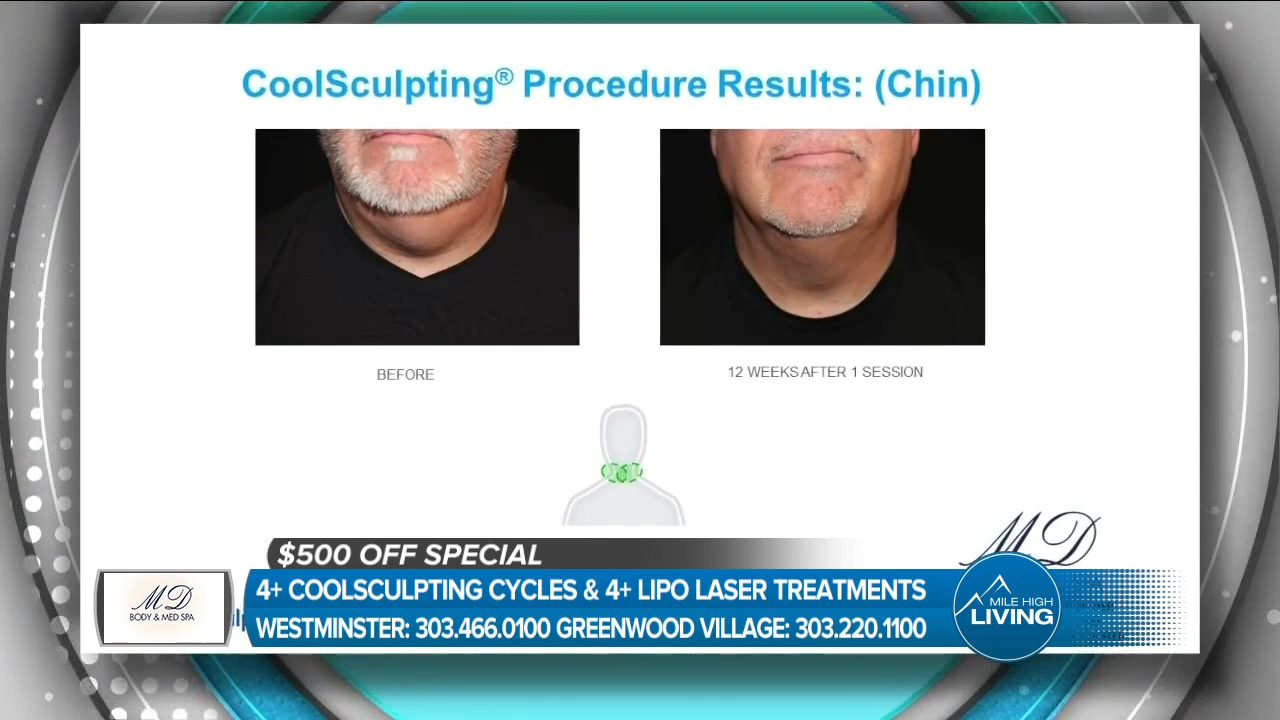 CoolSculpting® Procedure Results: (Chin)
BEFORE
12 WEEKS AFTER 1 SESSION
MD
$500 OFF SPECIAL
4+ COOLSCULPTING CYCLES & 4+ LIPO LASER TREATMENTS
WESTMINSTER: 303.466.0100 GREENWOOD VILLAGE: 303.220.1100
MD
BODY & MED SPA
MILE HIGH
LIVING